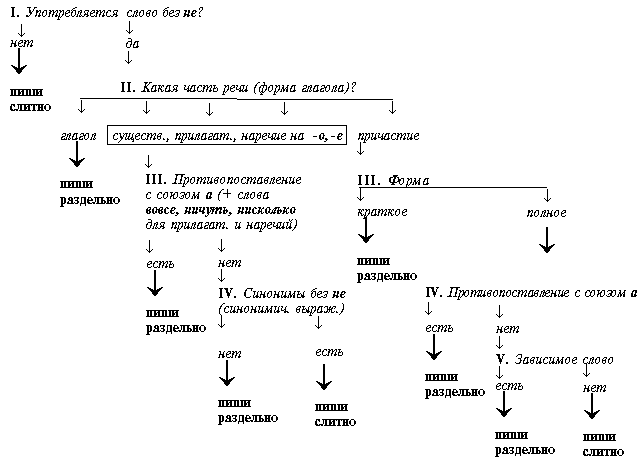 I. Употребляется слово без не?
нет да
пиши
слитно
II. Какая часть речи (форма глагола)?
глагол существ., прилагат., наречие на -о, -е причастие
пиши
раздельно
III. Противопоставление
с союзом а (+ слова
вовсе, ничуть, нисколько
для прилагат. и наречий)
III. Форма
краткое полное
пиши
раздельно
есть нет
пиши
раздельно
IV. Синонимы без не
(синонимич. выраж.)
нет есть
пиши
раздельно
пиши
слитно
IV. Противопоставление с союзом а
есть нет
пиши
раздельно
V. Зависимое слово
есть нет
пиши
раздельно
пиши
слитно